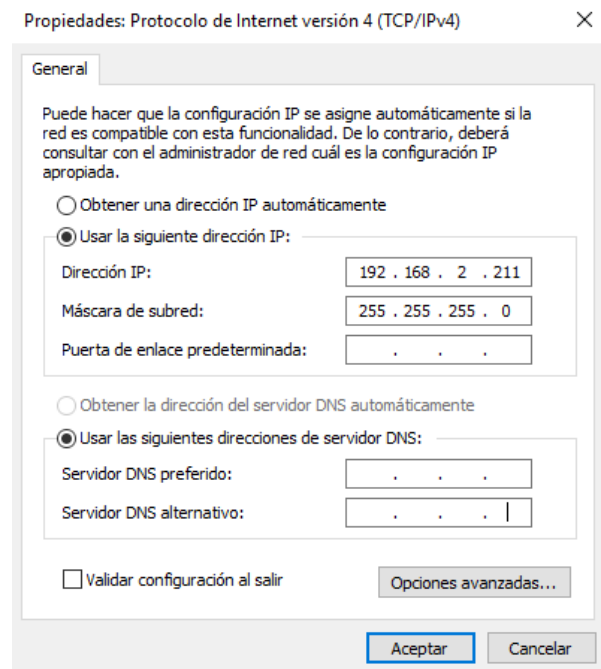 Propiedades: Protocolo de Internet versión 4 (TCP/IPv4)
General
Puede hacer que la configuración IP se asigne automáticamente si la
red es compatible con esta funcionalidad. De lo contrario, deberá
consultar con el administrador de red cuál es la configuración IP
apropiada.
Obtener una dirección IP automáticamente
Usar la siguiente dirección IP:
Dirección IP: 192 . 168 . 2 . 211
Máscara de subred: 255 . 255 . 255 . 0
Puerta de enlace predeterminada: . . .
Obtener la dirección del servidor DNS automáticamente
Usar las siguientes direcciones de servidor DNS:
Servidor DNS preferido: . . .
Servidor DNS alternativo: . . .
Validar configuración al salir Opciones avanzadas...
Aceptar Cancelar